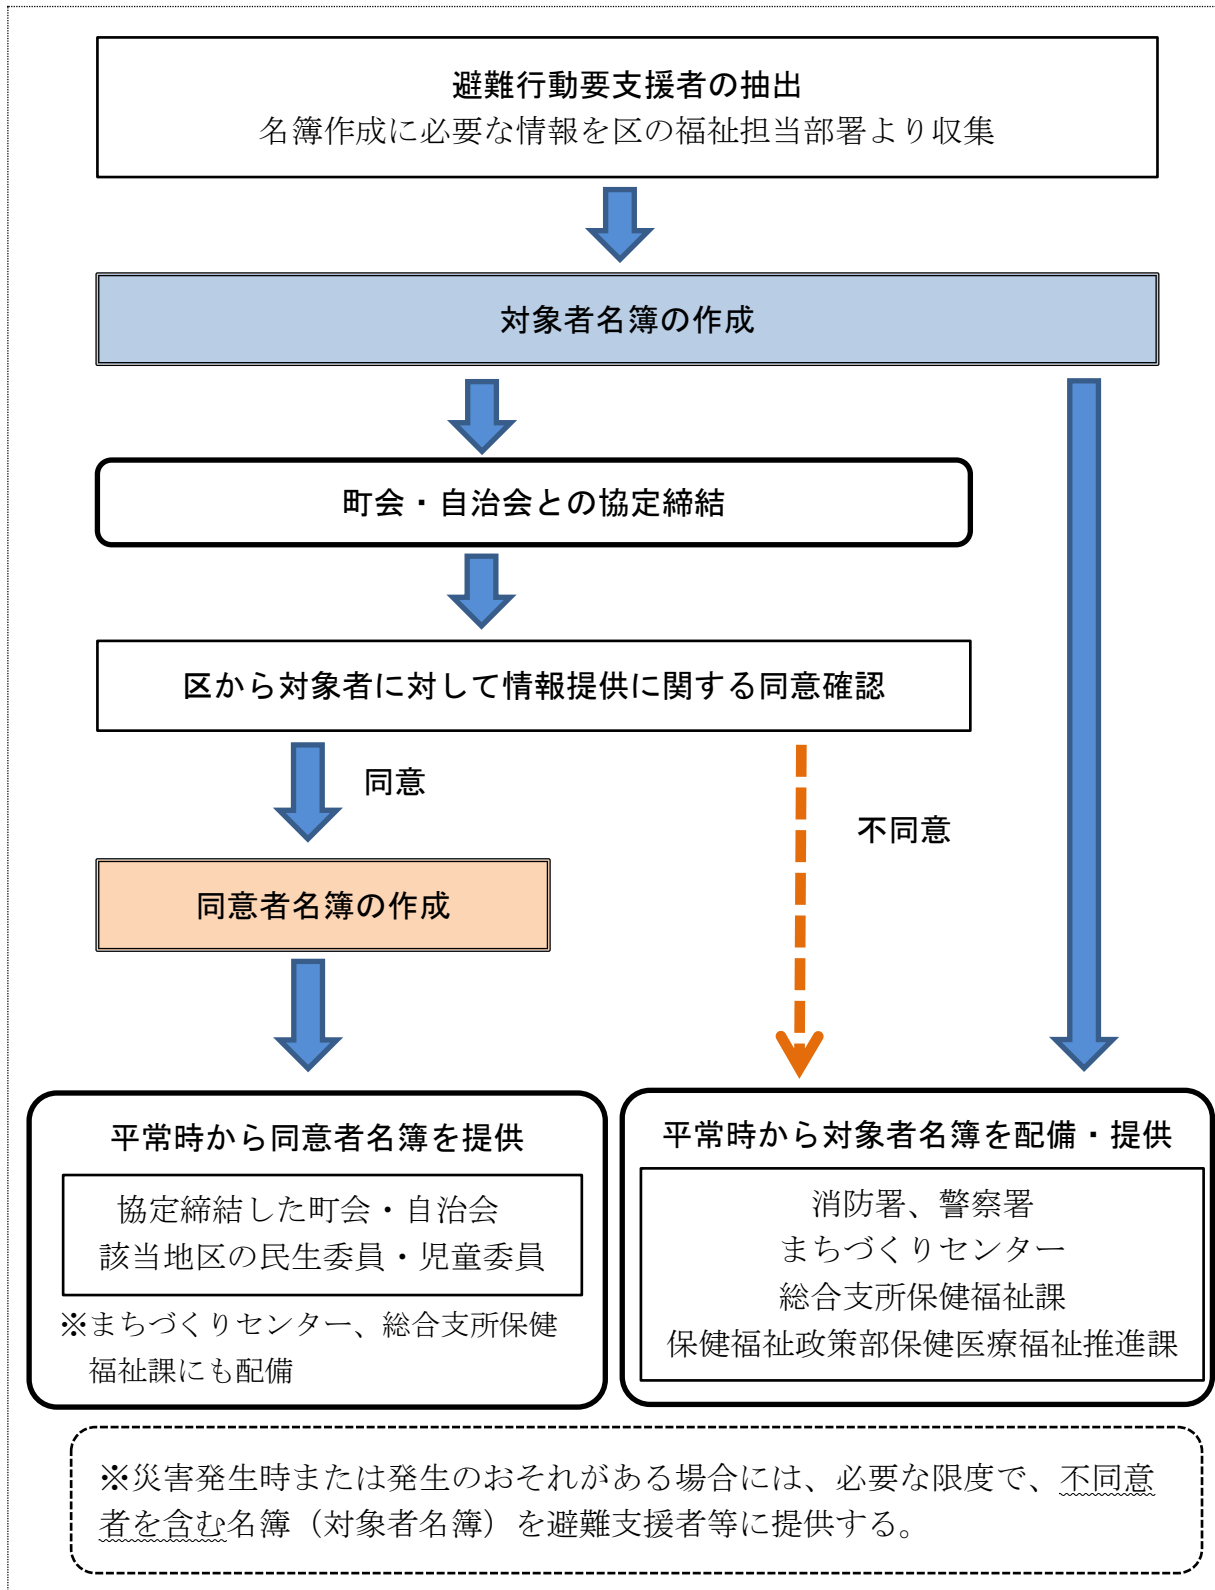 避難行動要支援者の抽出
名簿作成に必要な情報を区の福祉担当部署より収集
対象者名簿の作成
町会・自治会との協定締結
区から対象者に対して情報提供に関する同意確認
同意
不同意
同意者名簿の作成
平常時から同意者名簿を提供
協定締結した町会・自治会
該当地区の民生委員・児童委員
※まちづくりセンター、総合支所保健
福祉課にも配備
平常時から対象者名簿を配備・提供
消防署、警察署
まちづくりセンター
総合支所保健福祉課
保健福祉政策部保健医療福祉推進課
※災害発生時または発生のおそれがある場合には、必要な限度で、不同意
者を含む名簿（対象者名簿）を避難支援者等に提供する。